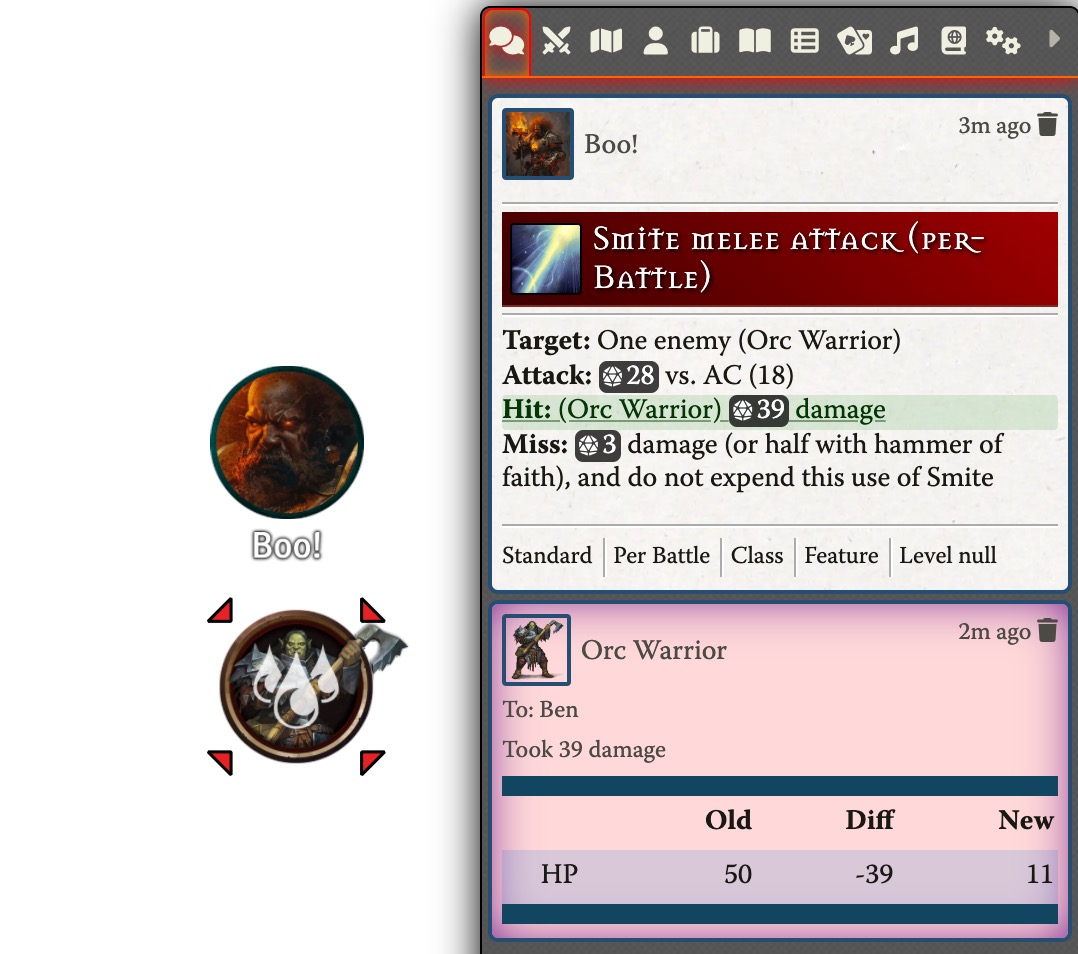 Boo!
3m ago
Smite melee attack (per-
Battle)
Target: One enemy (Orc Warrior)
Attack: 28 vs. AC (18)
Hit: (Orc Warrior) 39 damage
Miss: 3 damage (or half with hammer of
faith), and do not expend this use of Smite
Standard
Per Battle
Class
Feature
Level null
Boo!
Orc Warrior
2m ago
To: Ben
Took 39 damage
Old Diff New
HP 50 -39 11